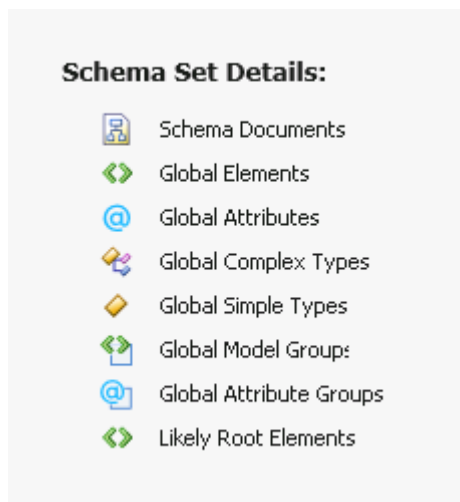 Schema Set Details:
Schema Documents
Global Elements
Global Attributes
Global Complex Types
Global Simple Types
Global Model Groups
Global Attribute Groups
Likely Root Elements